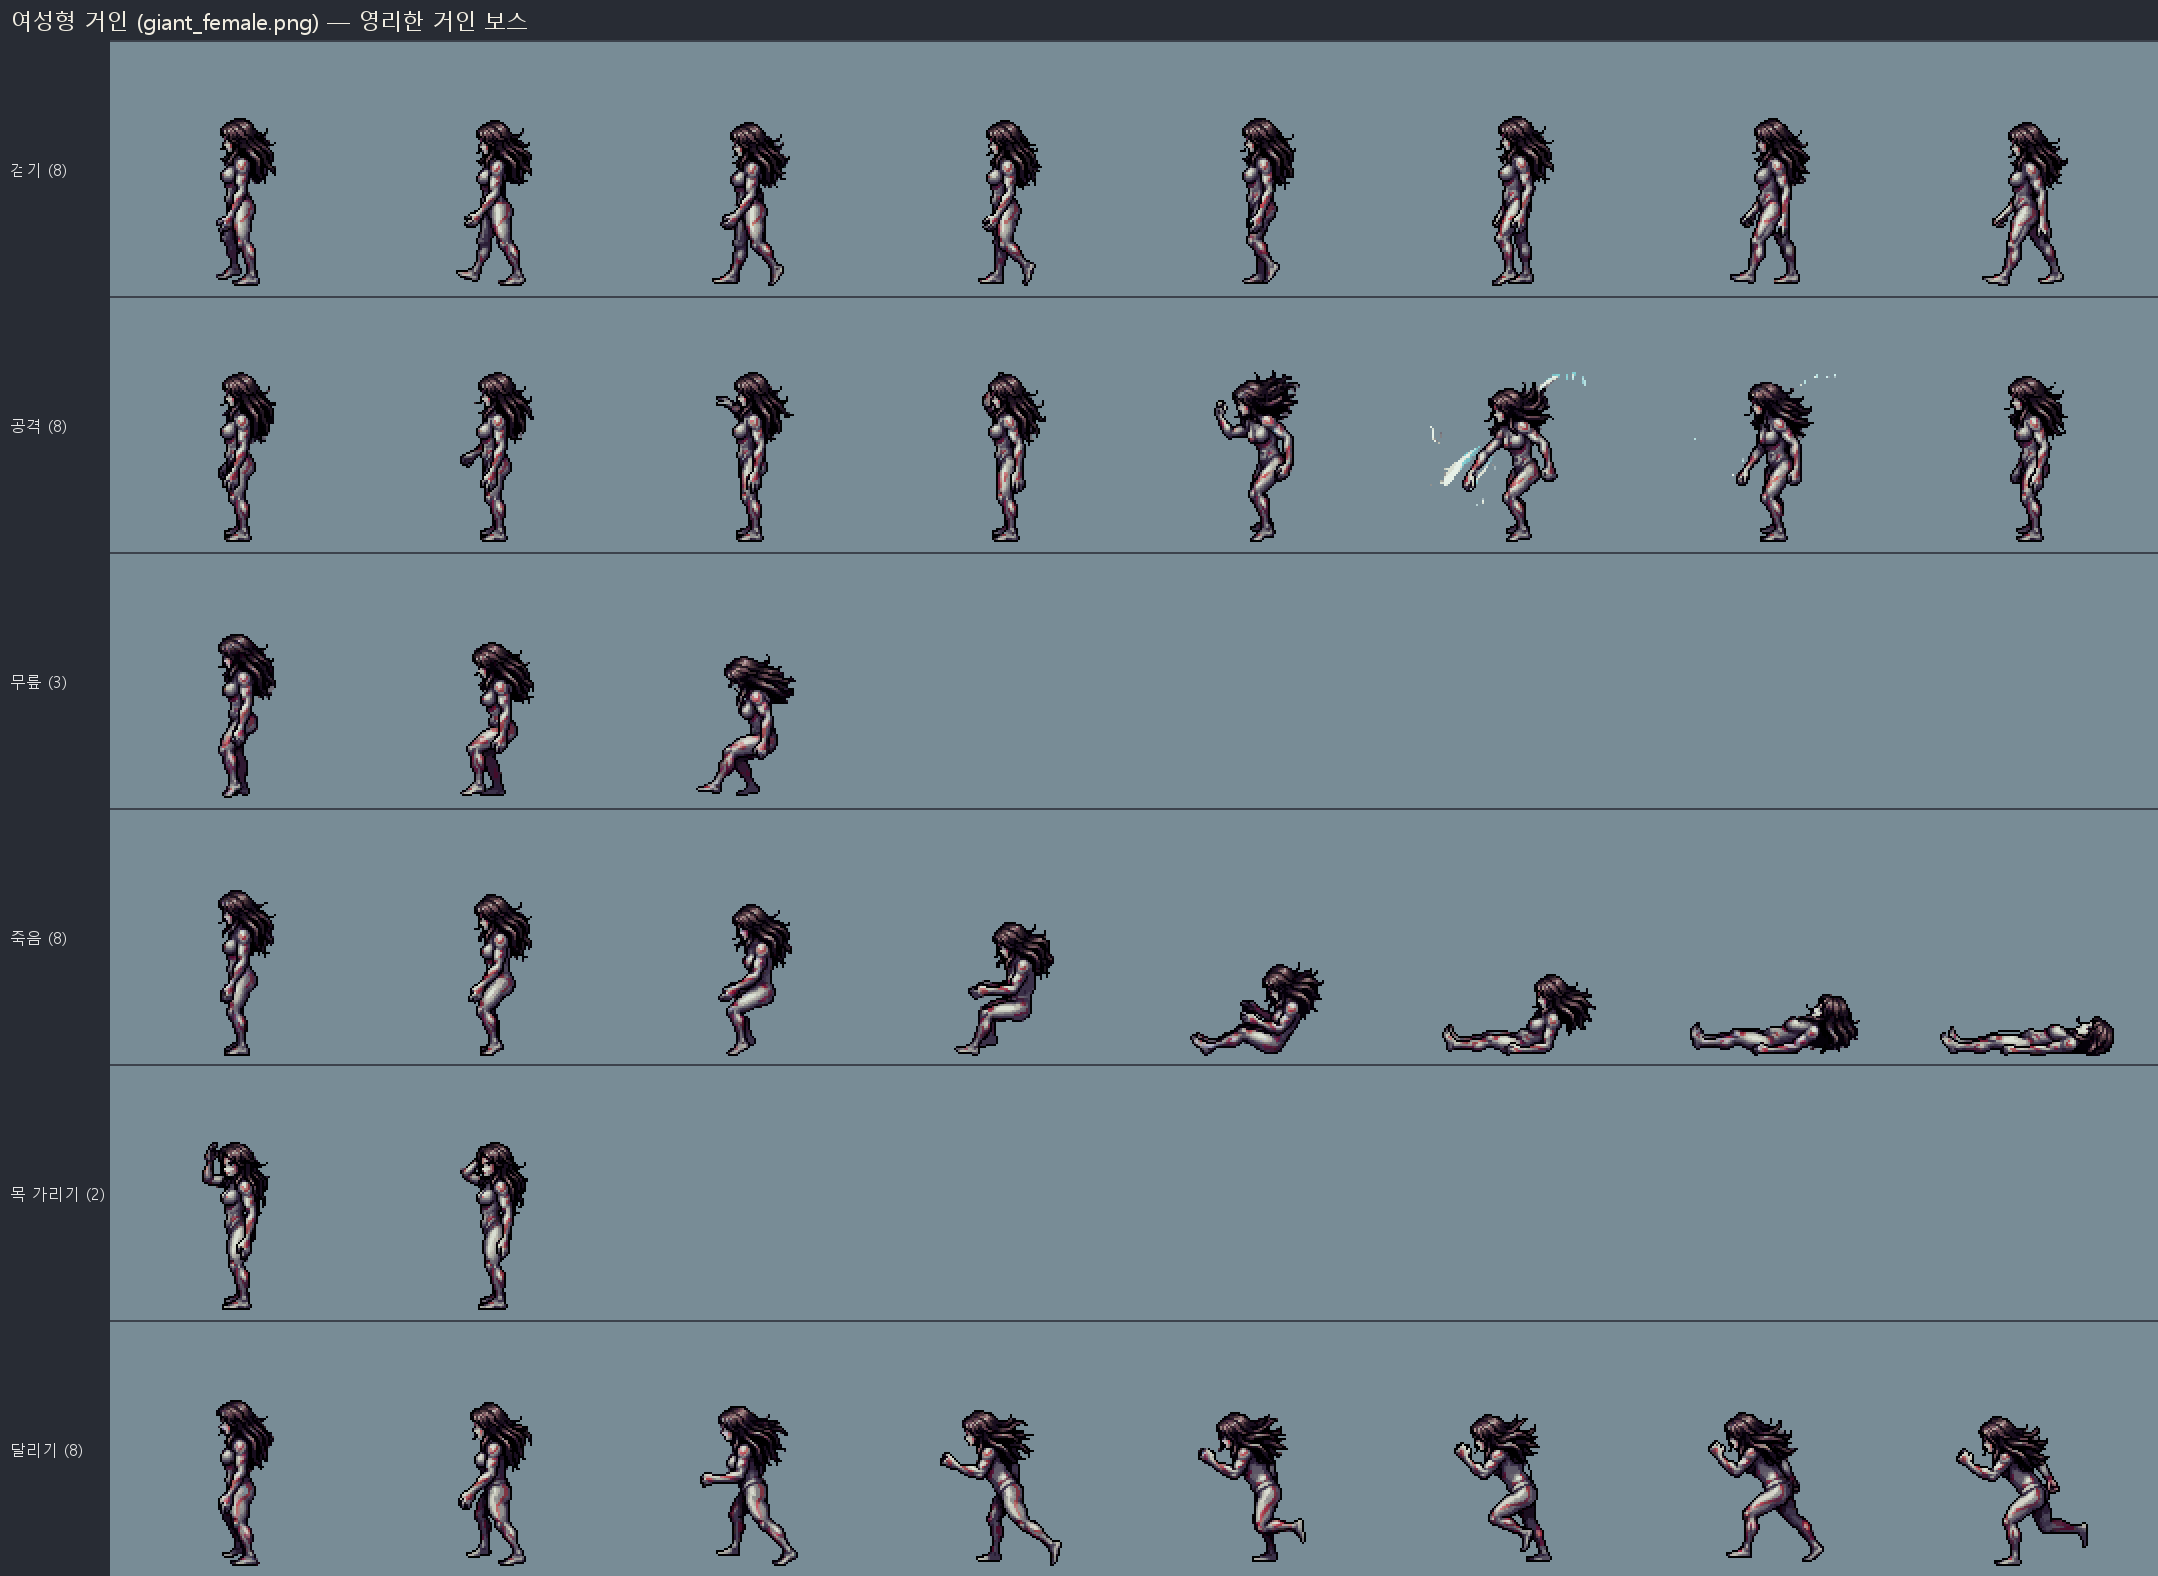 여성형 거인 (giant_female.png) — 영리한 거인 보스
걷기 (8)
공격 (8)
무릎 (3)
죽음 (8)
목 가리기 (2)
달리기 (8)